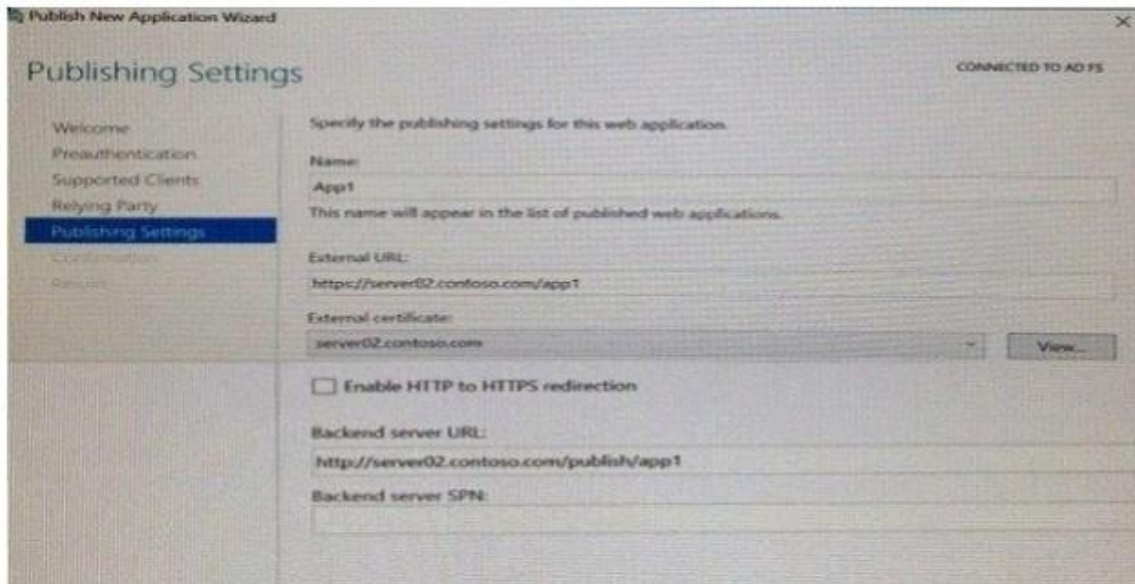 Publish New Application Wizard
Publishing Settings
CONNECTED TO AD FS
Welcome
Preauthentication
Supported Clients
Relying Party
Publishing Settings
Confirmation
Results
Specify the publishing settings for this web application.
Name:
App1
This name will appear in the list of published web applications.
External URL:
https://server02.contoso.com/app1
External certificate:
server02.contoso.com
View...
Enable HTTP to HTTPS redirection
Backend server URL:
http://server02.contoso.com/publish/app1
Backend server SPN: